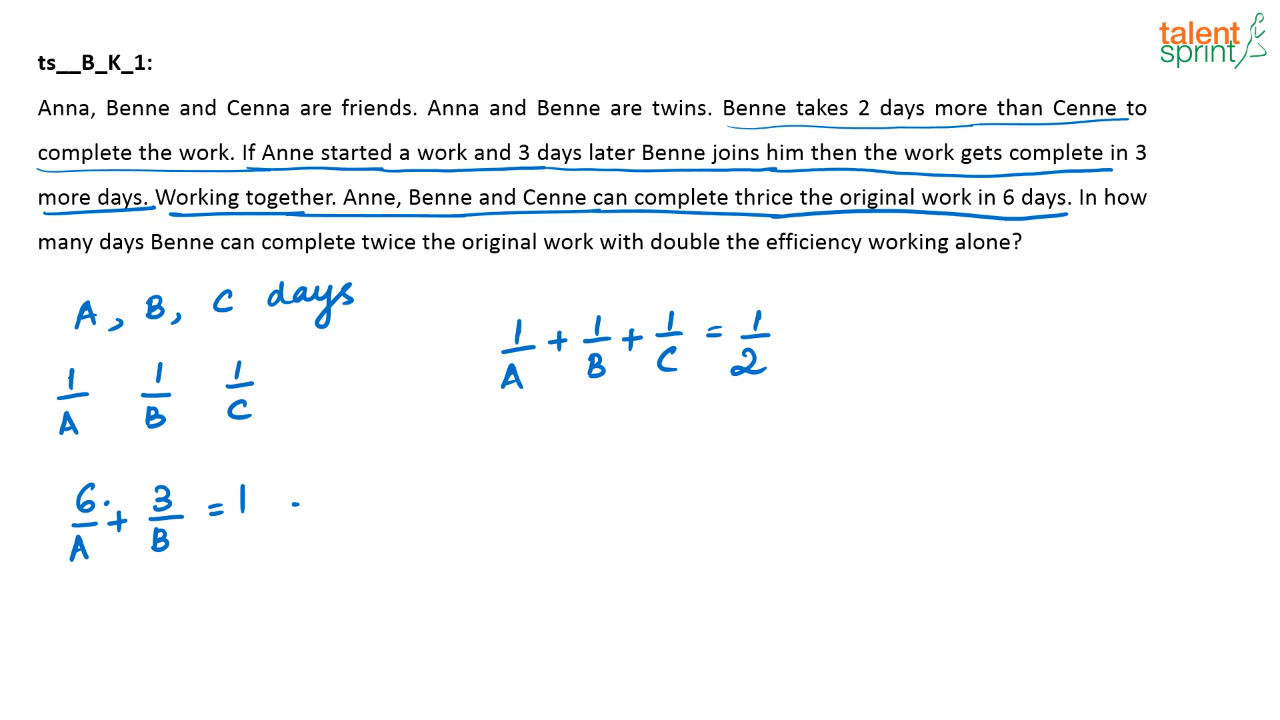 talent
sprint
ts__B_K_1:
Anna, Benne and Cenna are friends. Anna and Benne are twins. Benne takes 2 days more than Cenne to
complete the work. If Anne started a work and 3 days later Benne joins him then the work gets complete in 3
more days. Working together. Anne, Benne and Cenne can complete thrice the original work in 6 days. In how
many days Benne can complete twice the original work with double the efficiency working alone?
A, B, C days
1/A 1/B 1/C
1/A + 1/B + 1/C = 1/2
6/A + 3/B = 1